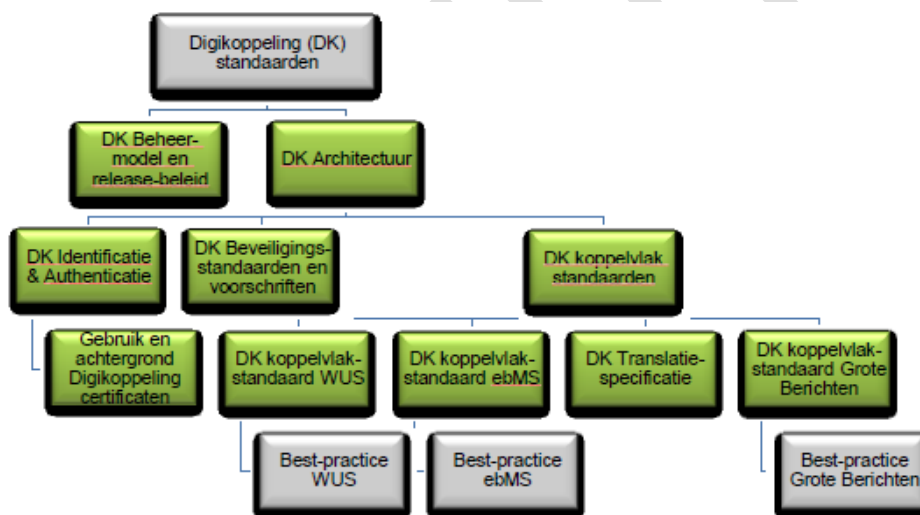 Digikoppeling (DK)
standaarden
DK Beheer-
model en
release-beleid
DK Architectuur
DK Identificatie
& Authenticatie
DK Beveiligings-
standaarden en
voorschriften
DK koppelvlak
standaarden
Gebruik en
achtergrond
Digikoppeling
certificaten
DK koppelvlak-
standaard WUS
DK koppelvlak-
standaard ebMS
DK Translatie-
specificatie
DK koppelvlak-
standaard Grote
Berichten
Best-practice
WUS
Best-practice
ebMS
Best-practice
Grote Berichten